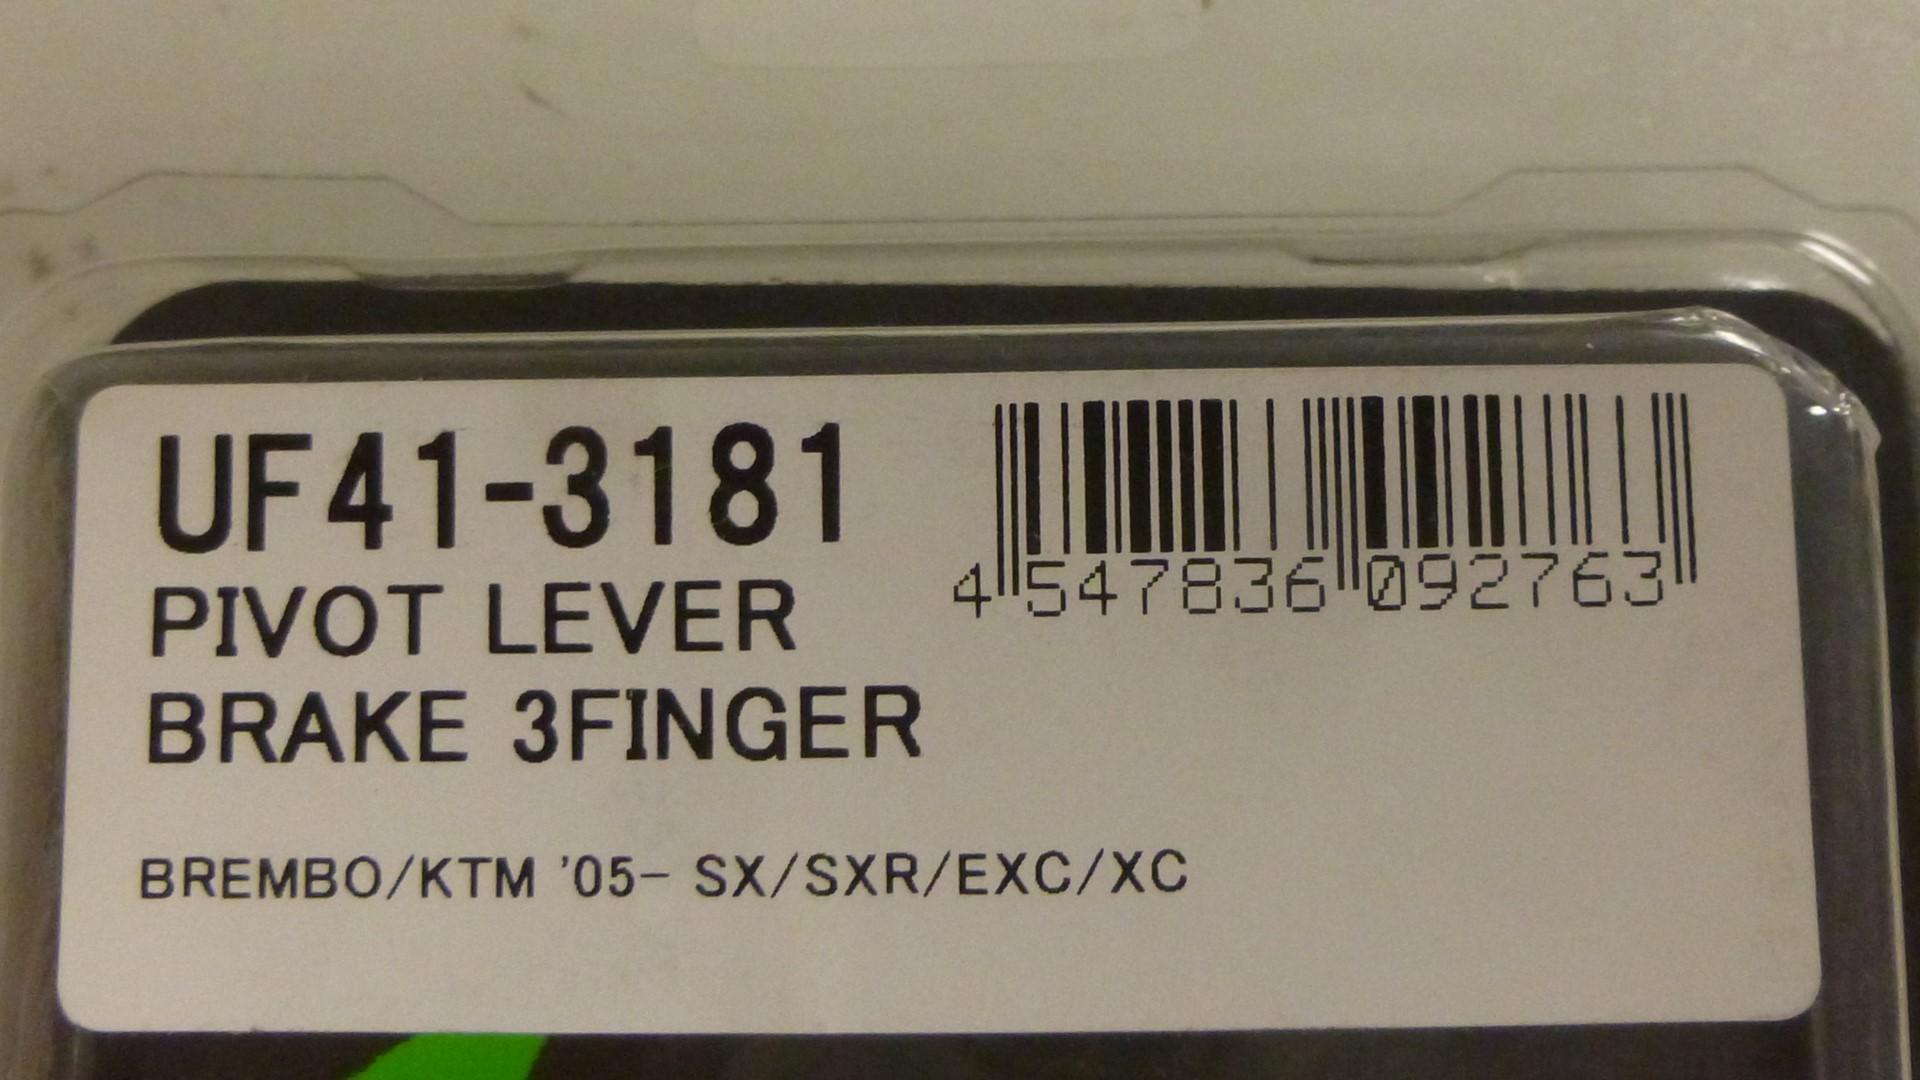 UF41-3181
4 547836 092763
PIVOT LEVER
BRAKE 3FINGER
BREMBO/KTM '05- SX/SXR/EXC/XC